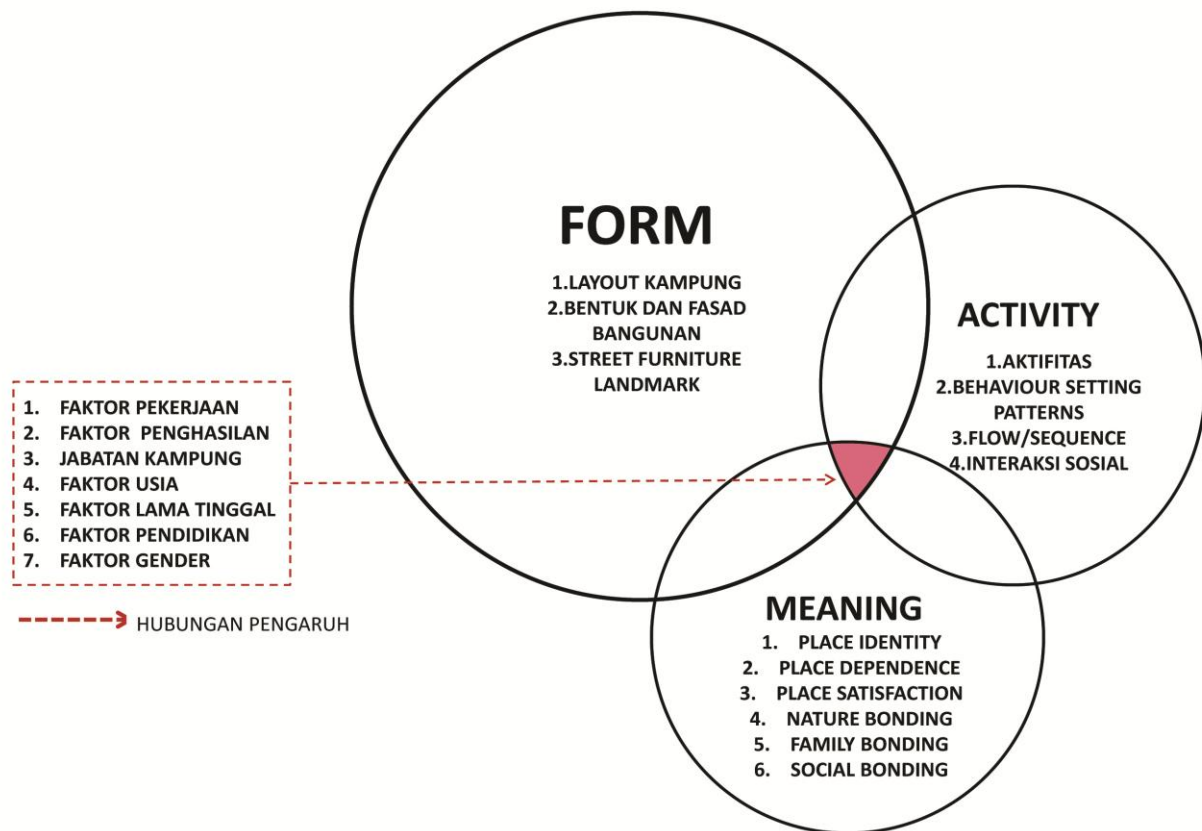 FORM
1.LAYOUT KAMPUNG
2.BENTUK DAN FASAD
BANGUNAN
3.STREET FURNITURE
LANDMARK
ACTIVITY
1.AKTIFITAS
2.BEHAVIOUR SETTING
PATTERNS
3.FLOW/SEQUENCE
4.INTERAKSI SOSIAL
1. FAKTOR PEKERJAAN
2. FAKTOR PENGHASILAN
3. JABATAN KAMPUNG
4. FAKTOR USIA
5. FAKTOR LAMA TINGGAL
6. FAKTOR PENDIDIKAN
7. FAKTOR GENDER
HUBUNGAN PENGARUH
MEANING
1. PLACE IDENTITY
2. PLACE DEPENDENCE
3. PLACE SATISFACTION
4. NATURE BONDING
5. FAMILY BONDING
6. SOCIAL BONDING